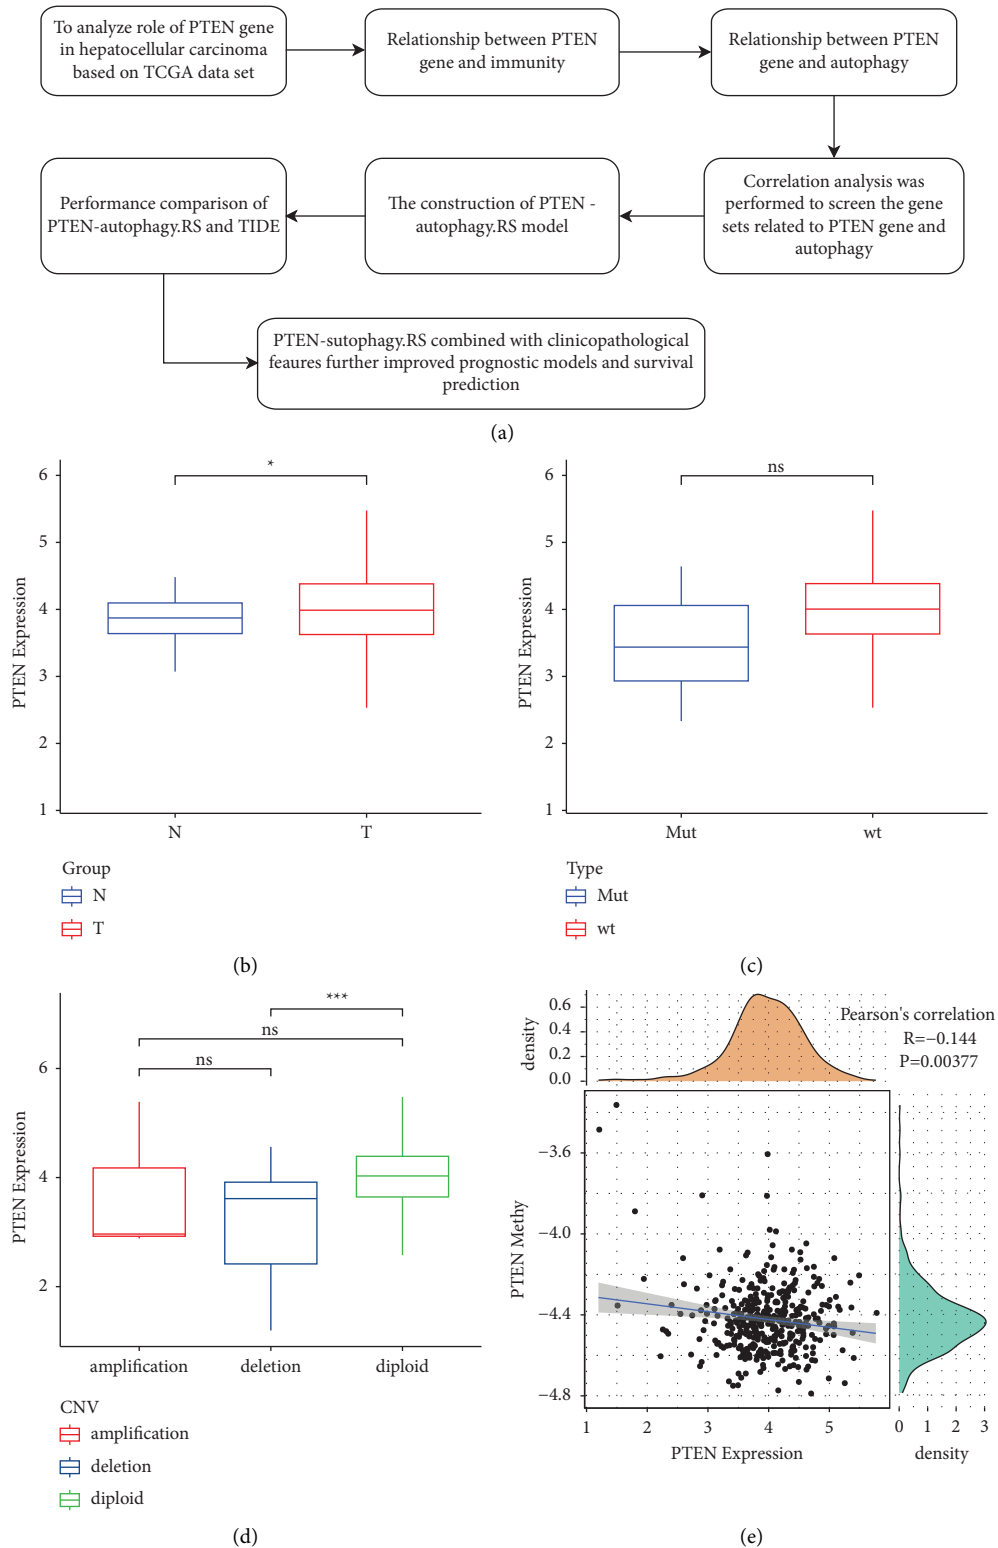 To analyze role of PTEN gene
in hepatocellular carcinoma
based on TCGA data set
Relationship between PTEN
gene and immunity
Relationship between PTEN
gene and autophagy
Correlation analysis was
performed to screen the gene
sets related to PTEN gene and
autophagy
The construction of PTEN -
autophagy.RS model
Performance comparison of
PTEN-autophagy.RS and TIDE
PTEN-sutophagy.RS combined with clinicopathological
feaures further improved prognostic models and survival
prediction
(a)
*
6
5
4
3
2
1
PTEN Expression
N
T
Group
N
T
(b)
ns
6
5
4
3
2
1
PTEN Expression
Mut
wt
Type
Mut
wt
(c)
***
ns
ns
6
4
2
PTEN Expression
amplification
deletion
diploid
CNV
amplification
deletion
diploid
(d)
0.6
0.4
0.2
0.0
density
Pearson's correlation
R=−0.144
P=0.00377
−3.6
−4.0
−4.4
−4.8
PTEN Methy
1
2
3
4
5
PTEN Expression
0
1
2
3
density
(e)